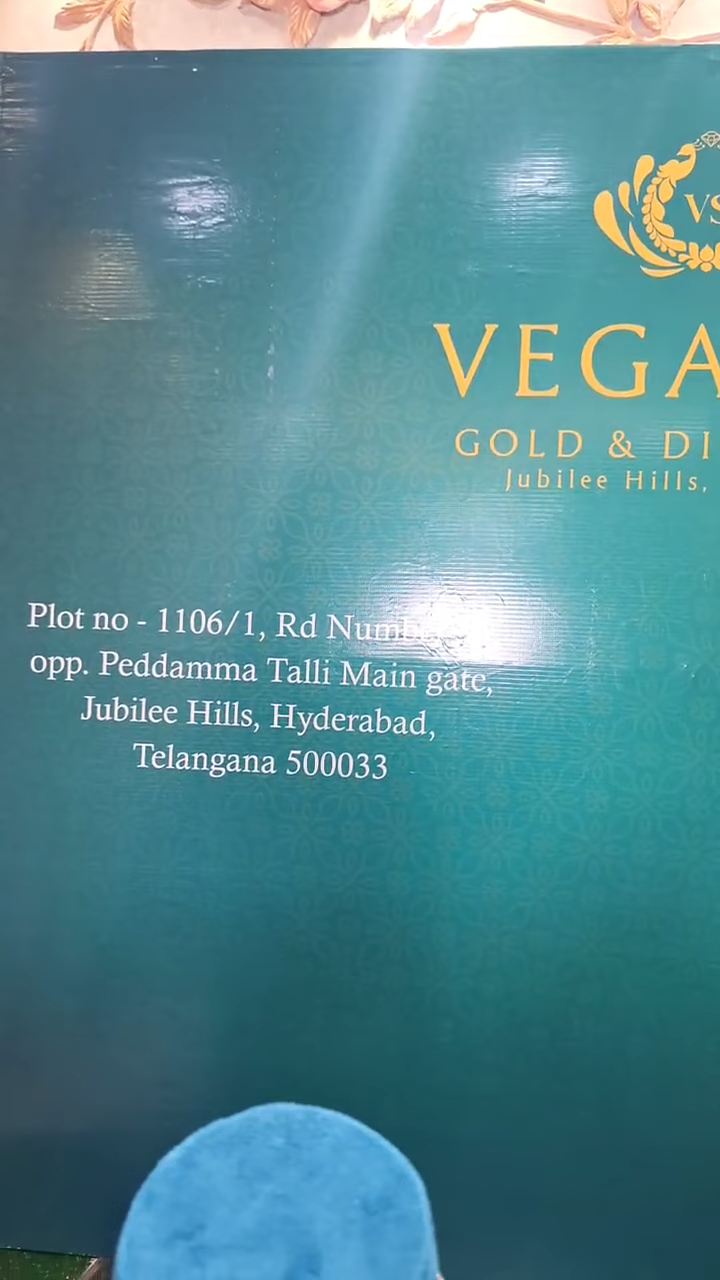 VS
VEGA
GOLD & DI
Jubilee Hills,
Plot no - 1106/1, Rd Number
opp. Peddamma Talli Main gate,
Jubilee Hills, Hyderabad,
Telangana 500033